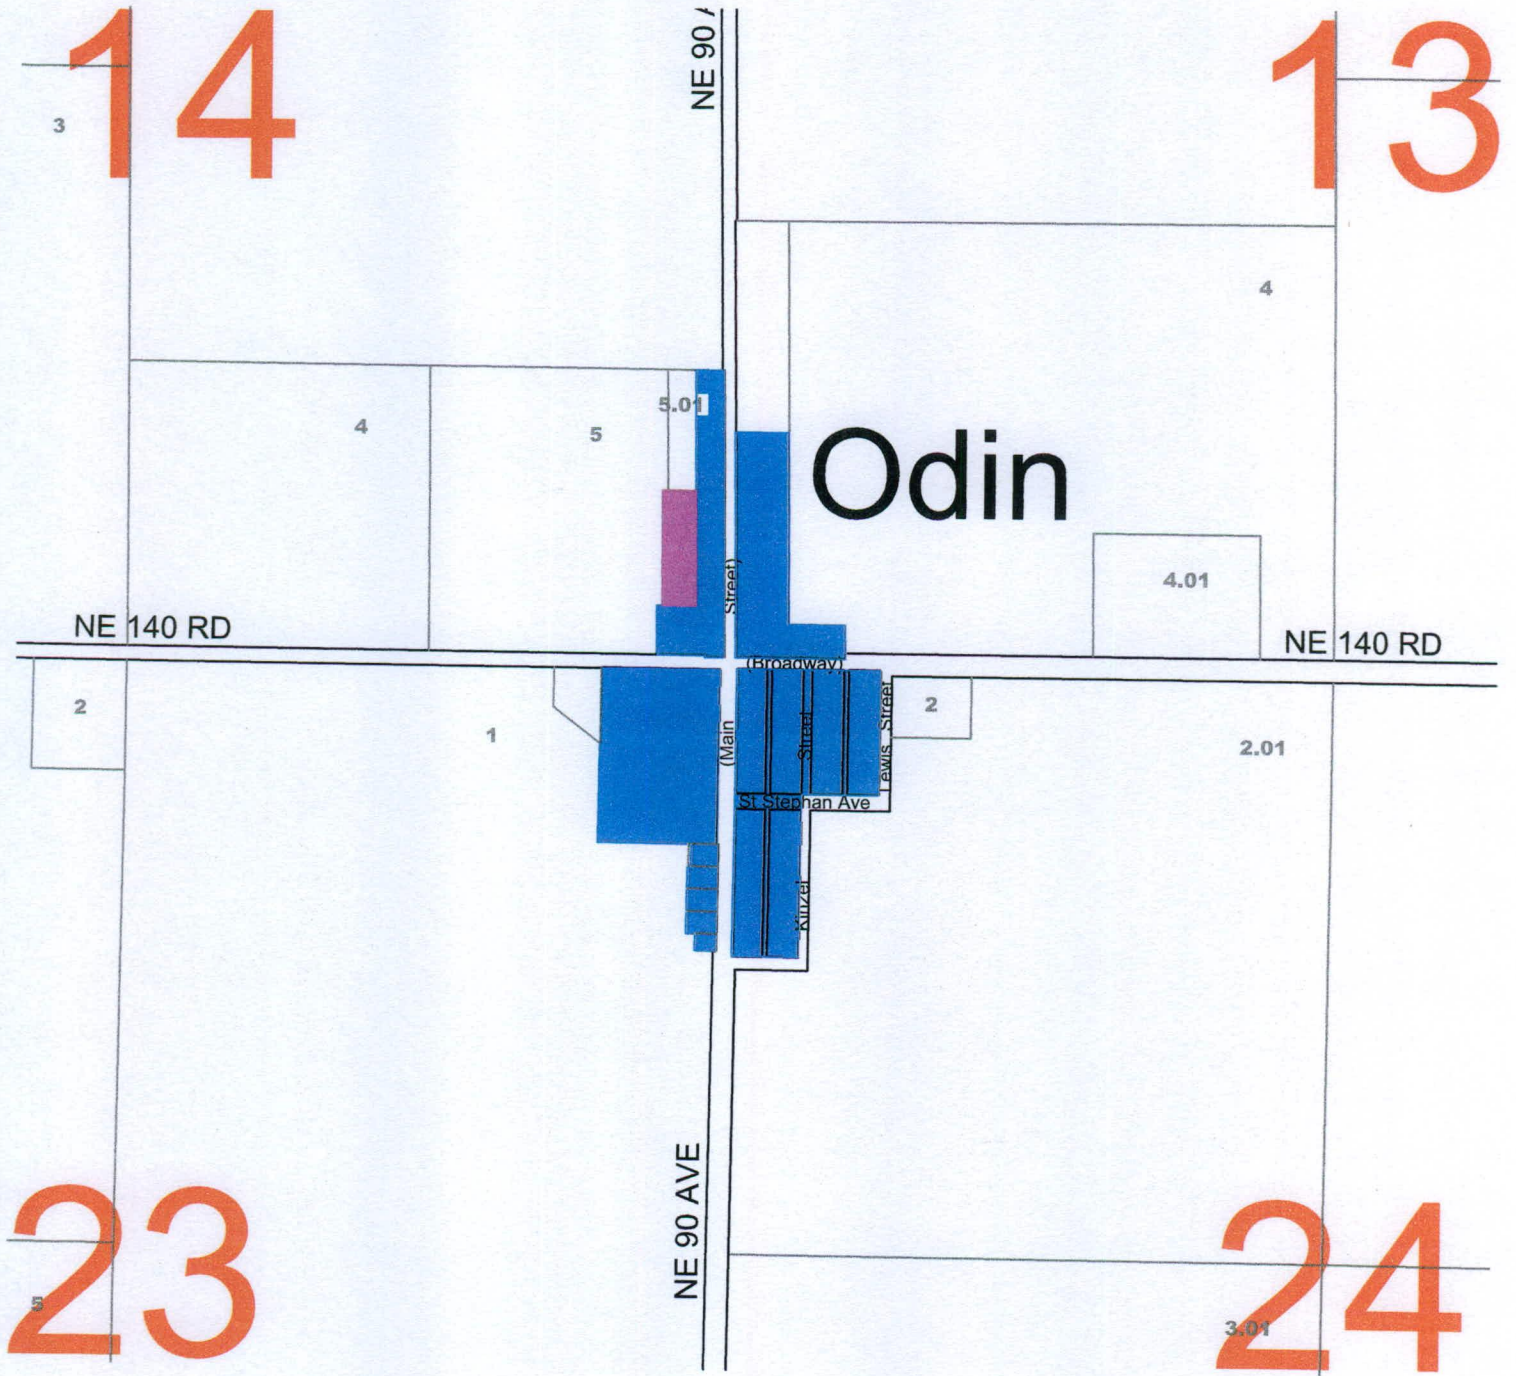 14
NE 90 A
13
3
4
5.01
4
5
Odin
4.01
Street)
NE 140 RD
NE 140 RD
(Broadway)
2
1
(Main
Street
Lewis Street
2
2.01
St Stephan Ave
Kinzel
NE 90 AVE
23
24
3.01